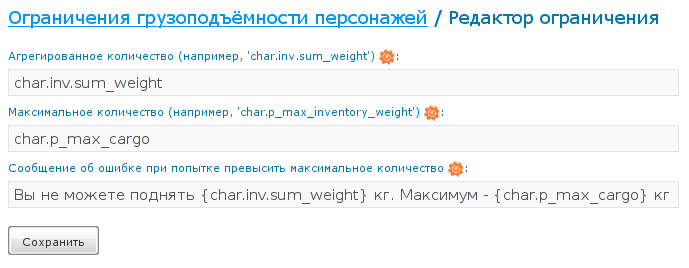 Ограничения грузоподъёмности персонажей / Редактор ограничения
Агрегированное количество (например, 'char.inv.sum_weight') :
char.inv.sum_weight
Максимальное количество (например, 'char.p_max_inventory_weight') :
char.p_max_cargo
Сообщение об ошибке при попытке превысить максимальное количество :
Вы не можете поднять {char.inv.sum_weight} кг. Максимум - {char.p_max_cargo} кг
Сохранить